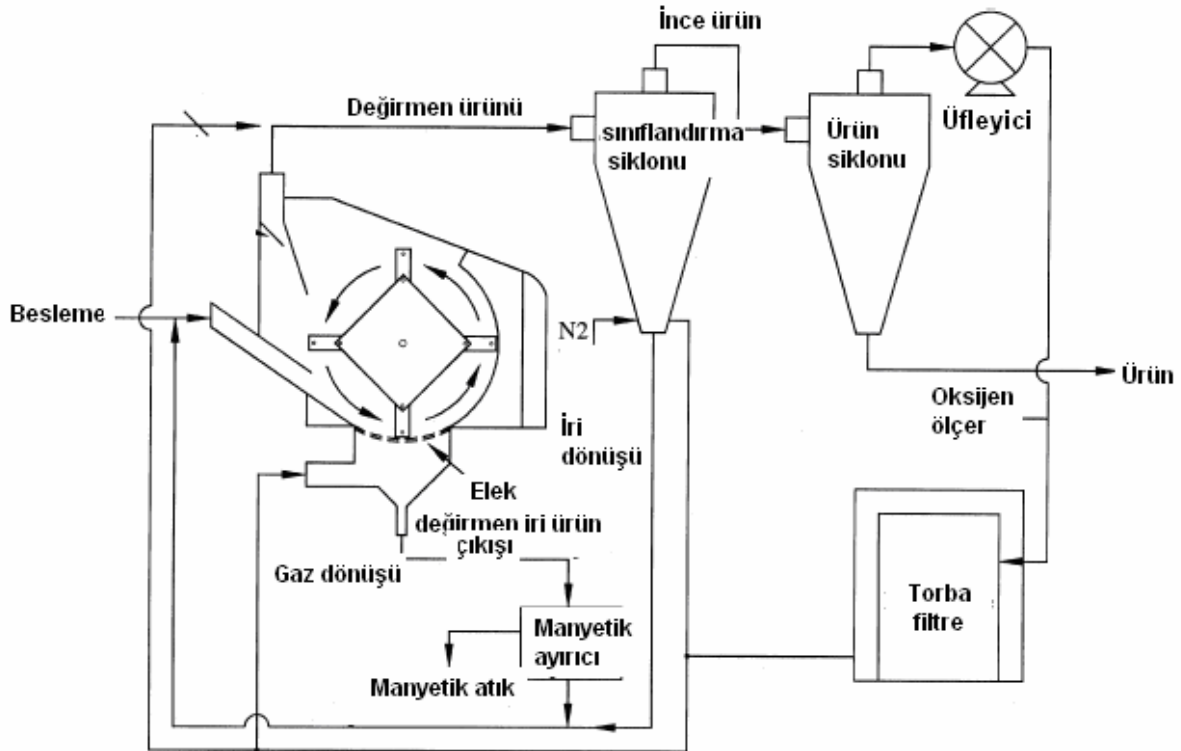 İnce ürün
Değirmen ürünü
sınıflandırma
siklonu
Ürün
siklonu
Üfleyici
Besleme
N2
Ürün
Oksijen
ölçer
İri
dönüşü
Elek
değirmen iri ürün
çıkışı
Gaz dönüşü
Torba
filtre
Manyetik
ayırıcı
Manyetik atık